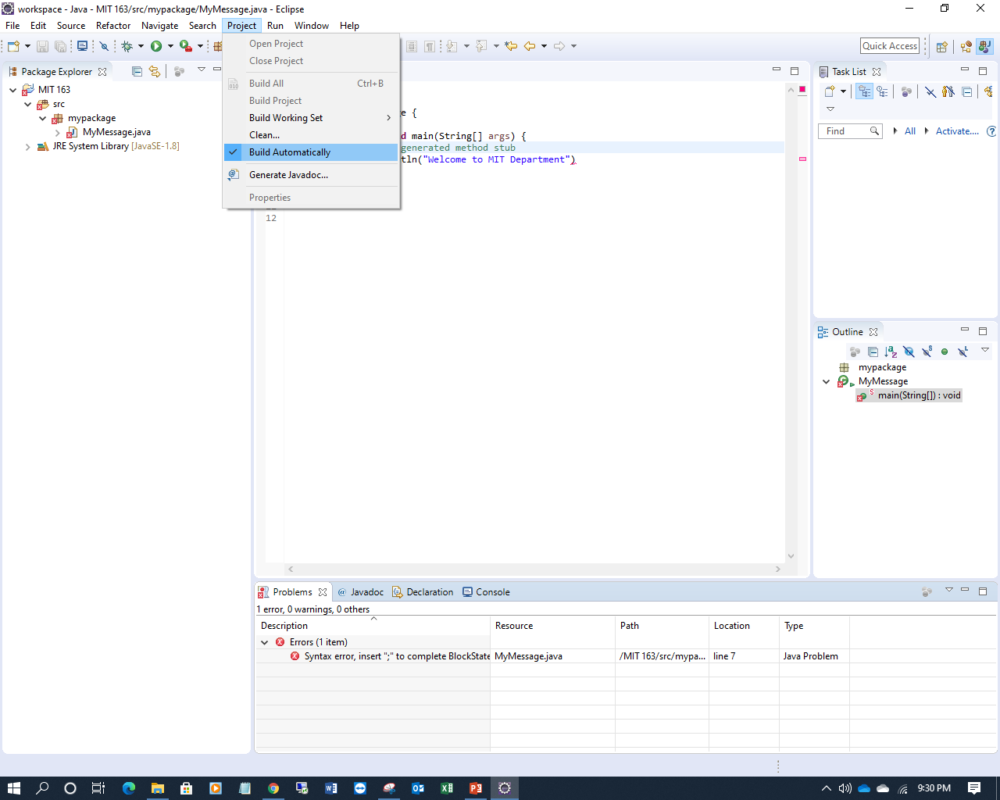 workspace - Java - MIT 163/src/mypackage/MyMessage.java - Eclipse
File Edit Source Refactor Navigate Search Project Run Window Help
Quick Access
Open Project
Close Project
Build All Ctrl+B
Build Project
Build Working Set
Clean...
Build Automatically
Generate Javadoc...
Properties
Package Explorer
MIT 163
src
mypackage
MyMessage.java
JRE System Library [JavaSE-1.8]
e {
d main(String[] args) {
generated method stub
tln("Welcome to MIT Department")
12
Task List
Find All Activate...
Outline
mypackage
MyMessage
main(String[]) : void
Problems Javadoc Declaration Console
1 error, 0 warnings, 0 others
Description Resource Path Location Type
Errors (1 item)
Syntax error, insert ";" to complete BlockState MyMessage.java /MIT 163/src/mypa... line 7 Java Problem
9:30 PM